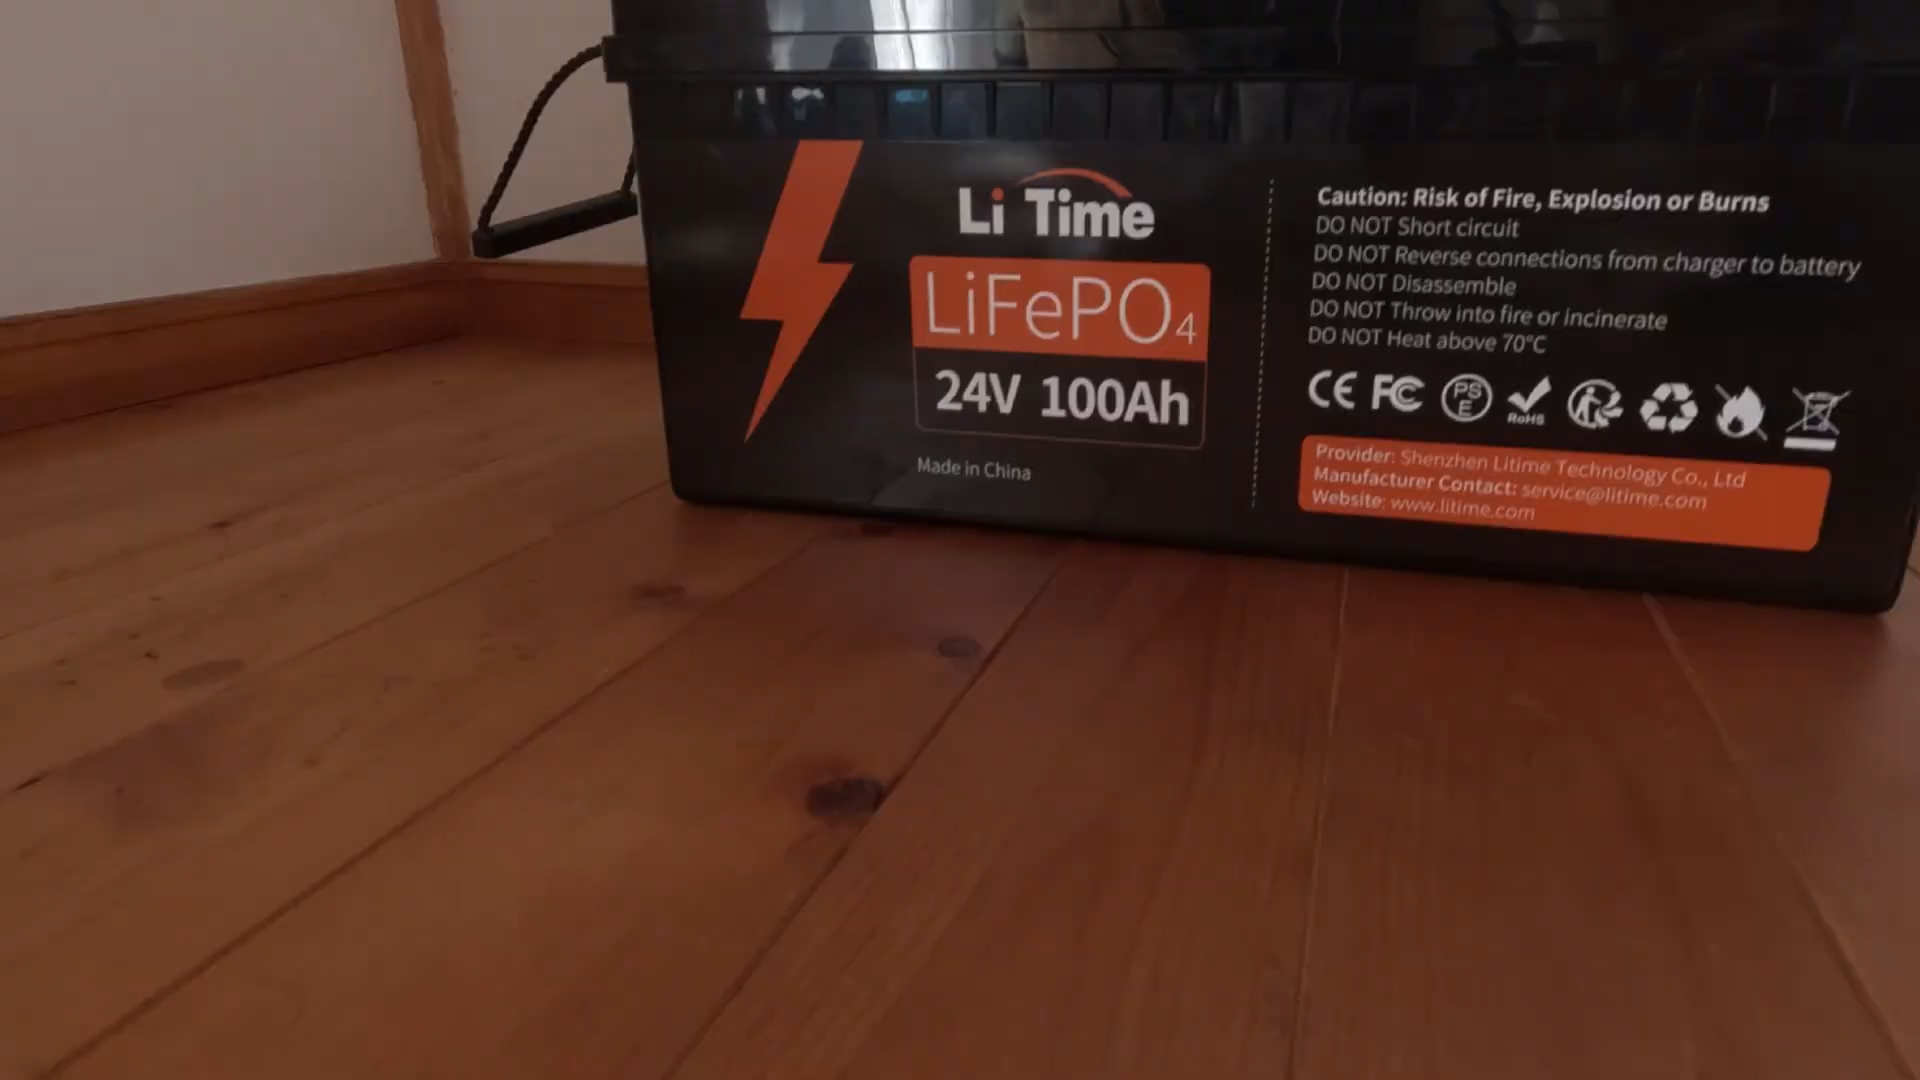 Li Time
LiFePO4
24V 100Ah
Made in China
Caution: Risk of Fire, Explosion or Burns
DO NOT Short circuit
DO NOT Reverse connections from charger to battery
DO NOT Disassemble
DO NOT Throw into fire or incinerate
DO NOT Heat above 70°C
CE FC PS E RoHS
Provider: Shenzhen Litime Technology Co., Ltd
Manufacturer Contact: service@litime.com
Website: www.litime.com